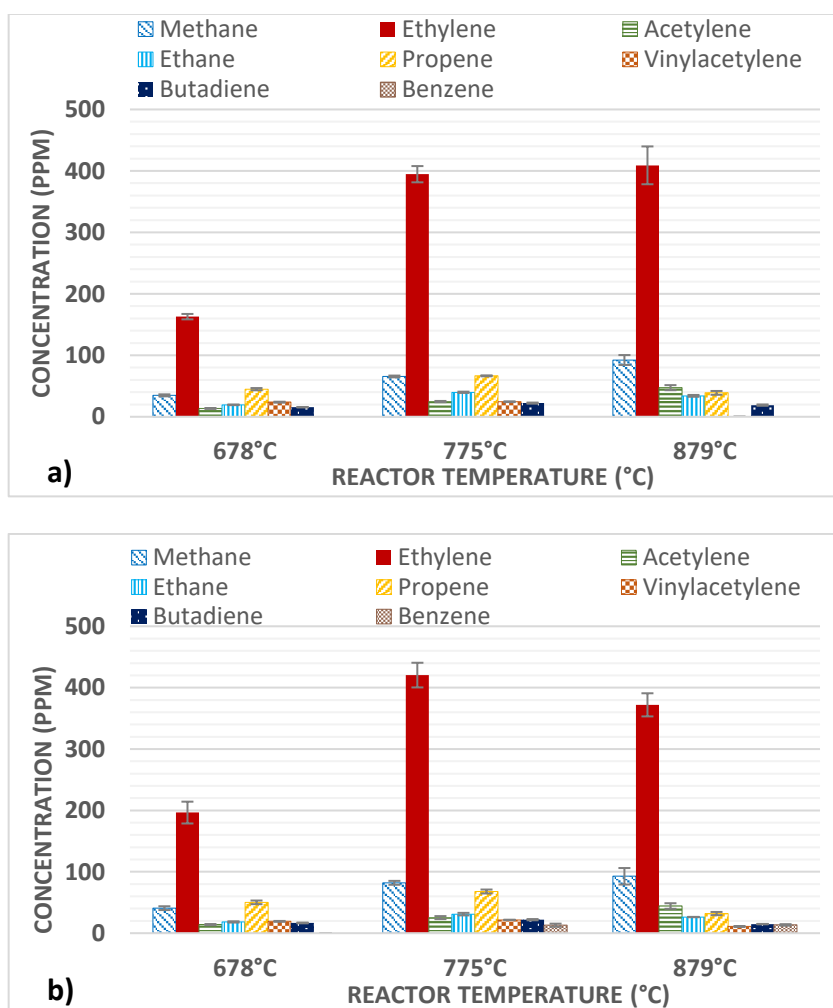 Methane Ethylene Acetylene
Ethane Propene Vinylacetylene
Butadiene Benzene
500
400
300
200
100
0
CONCENTRATION (PPM)
678°C 775°C 879°C
REACTOR TEMPERATURE (°C)
a)
Methane Ethylene Acetylene
Ethane Propene Vinylacetylene
Butadiene Benzene
500
400
300
200
100
0
CONCENTRATION (PPM)
678°C 775°C 879°C
REACTOR TEMPERATURE (°C)
b)